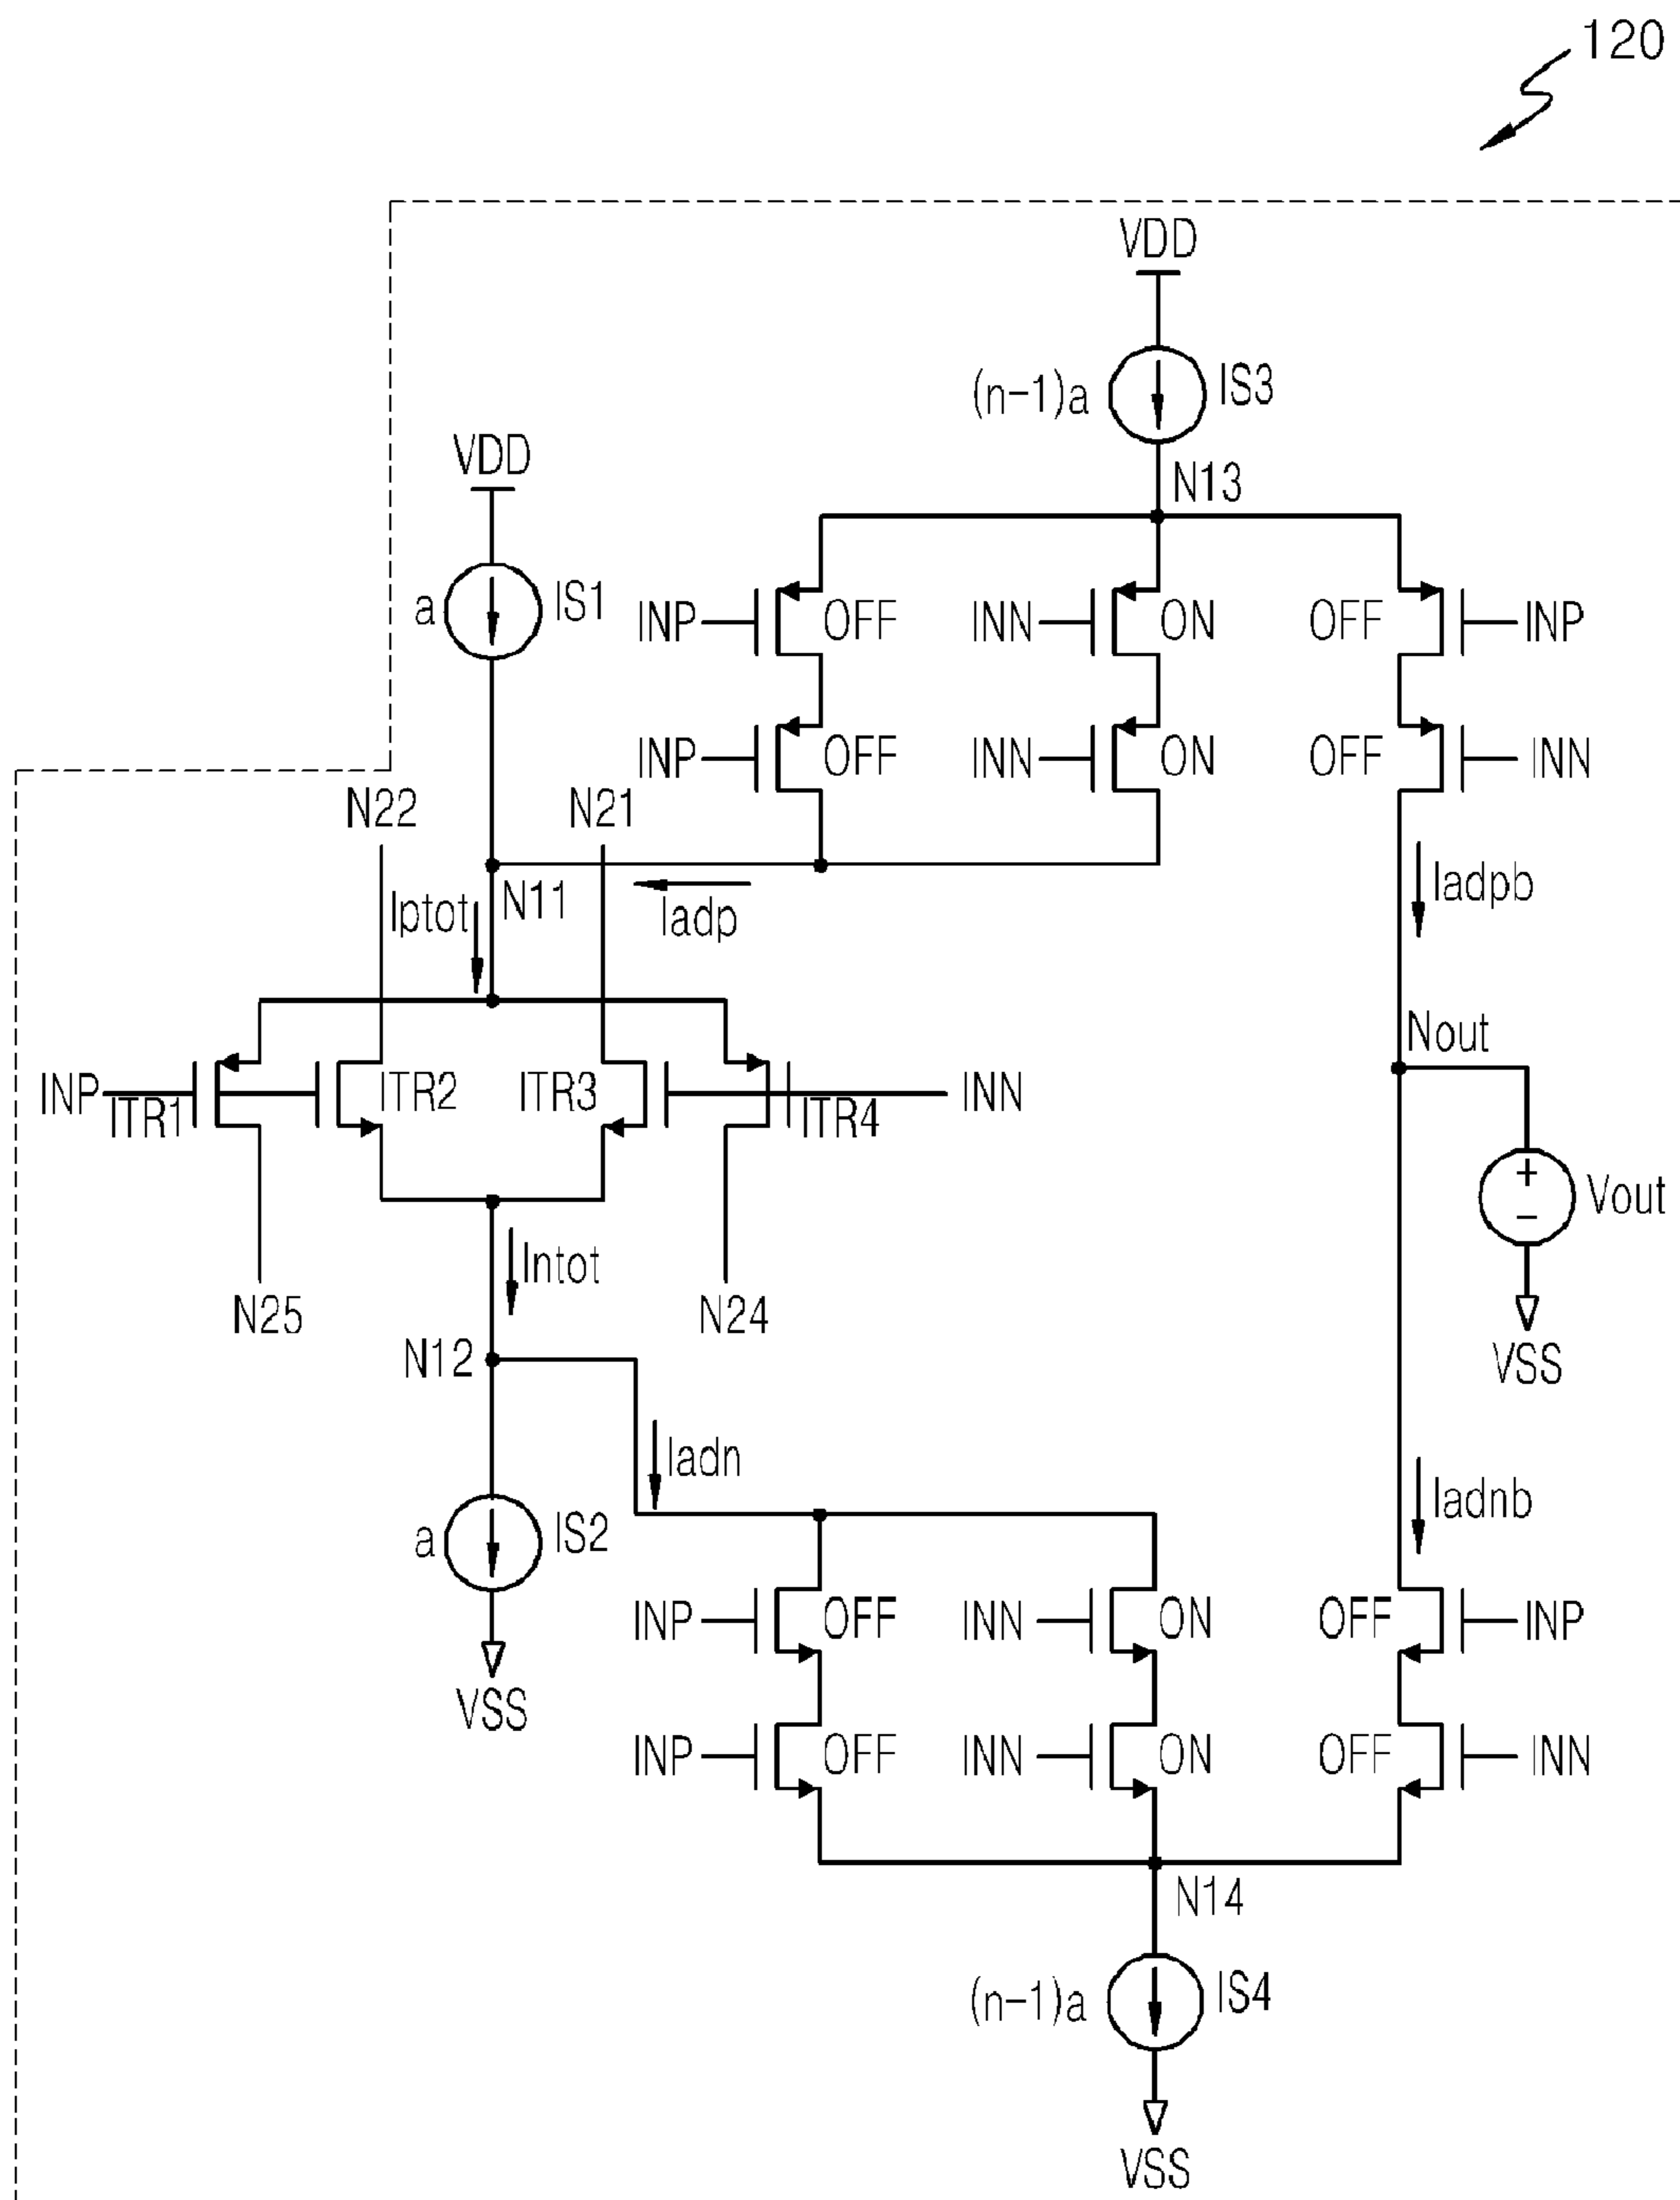 120
VDD
(n-1)a IS3
VDD N13
a IS1
INP OFF INN ON OFF INP
INP OFF INN ON OFF INN
N22 N21
Iptot N11 Iadp Iadpb
Nout
INP ITR1 ITR2 ITR3 ITR4 INN
+
- Vout
Intot
N25 N24
N12 VSS
Iadn
Iadnb
a IS2
INP OFF INN ON OFF INP
VSS
INP OFF INN ON OFF INN
N14
(n-1)a IS4
VSS